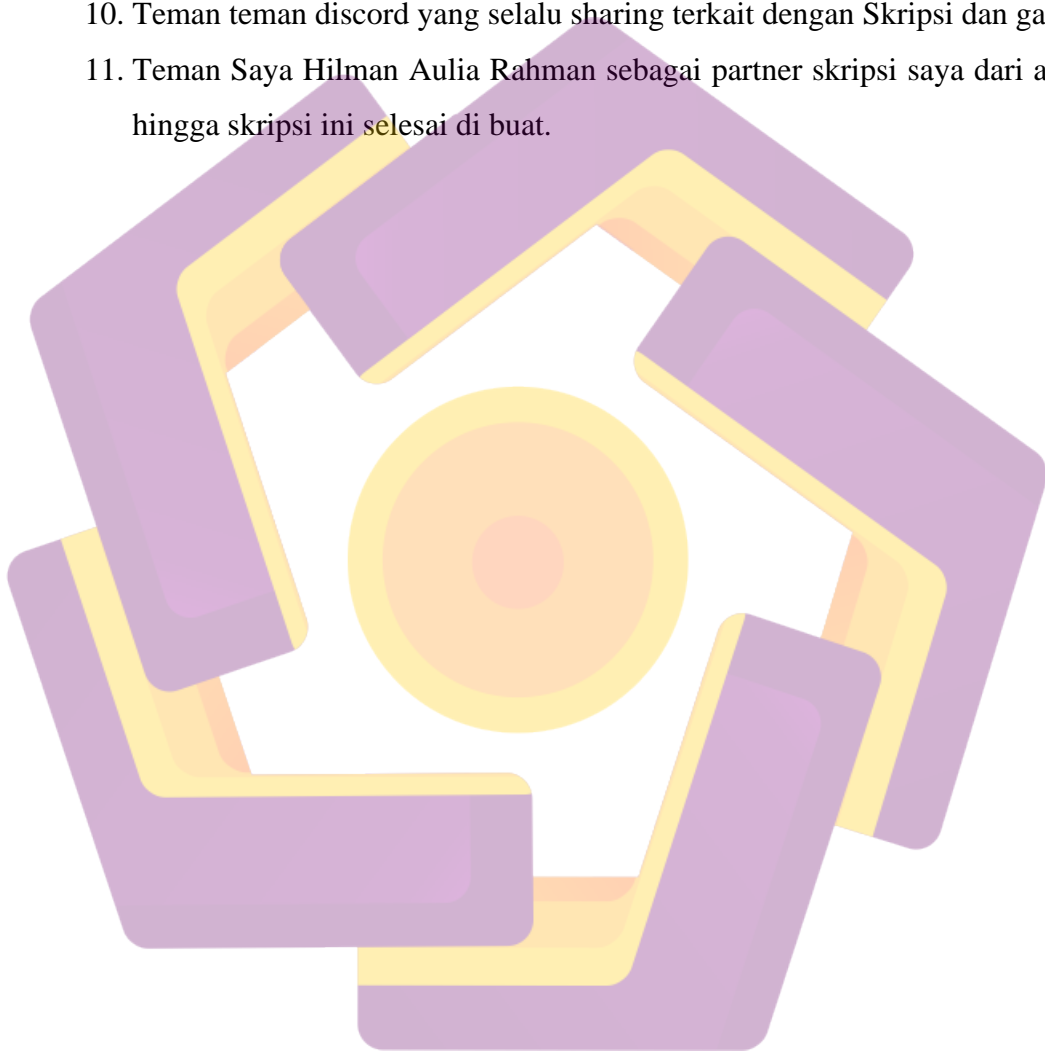 10. Teman teman discord yang selalu sharing terkait dengan Skripsi dan
11. Teman Saya Hilman Aulia Rahman sebagai partner skripsi saya dari
hingga skripsi ini selesai di buat.